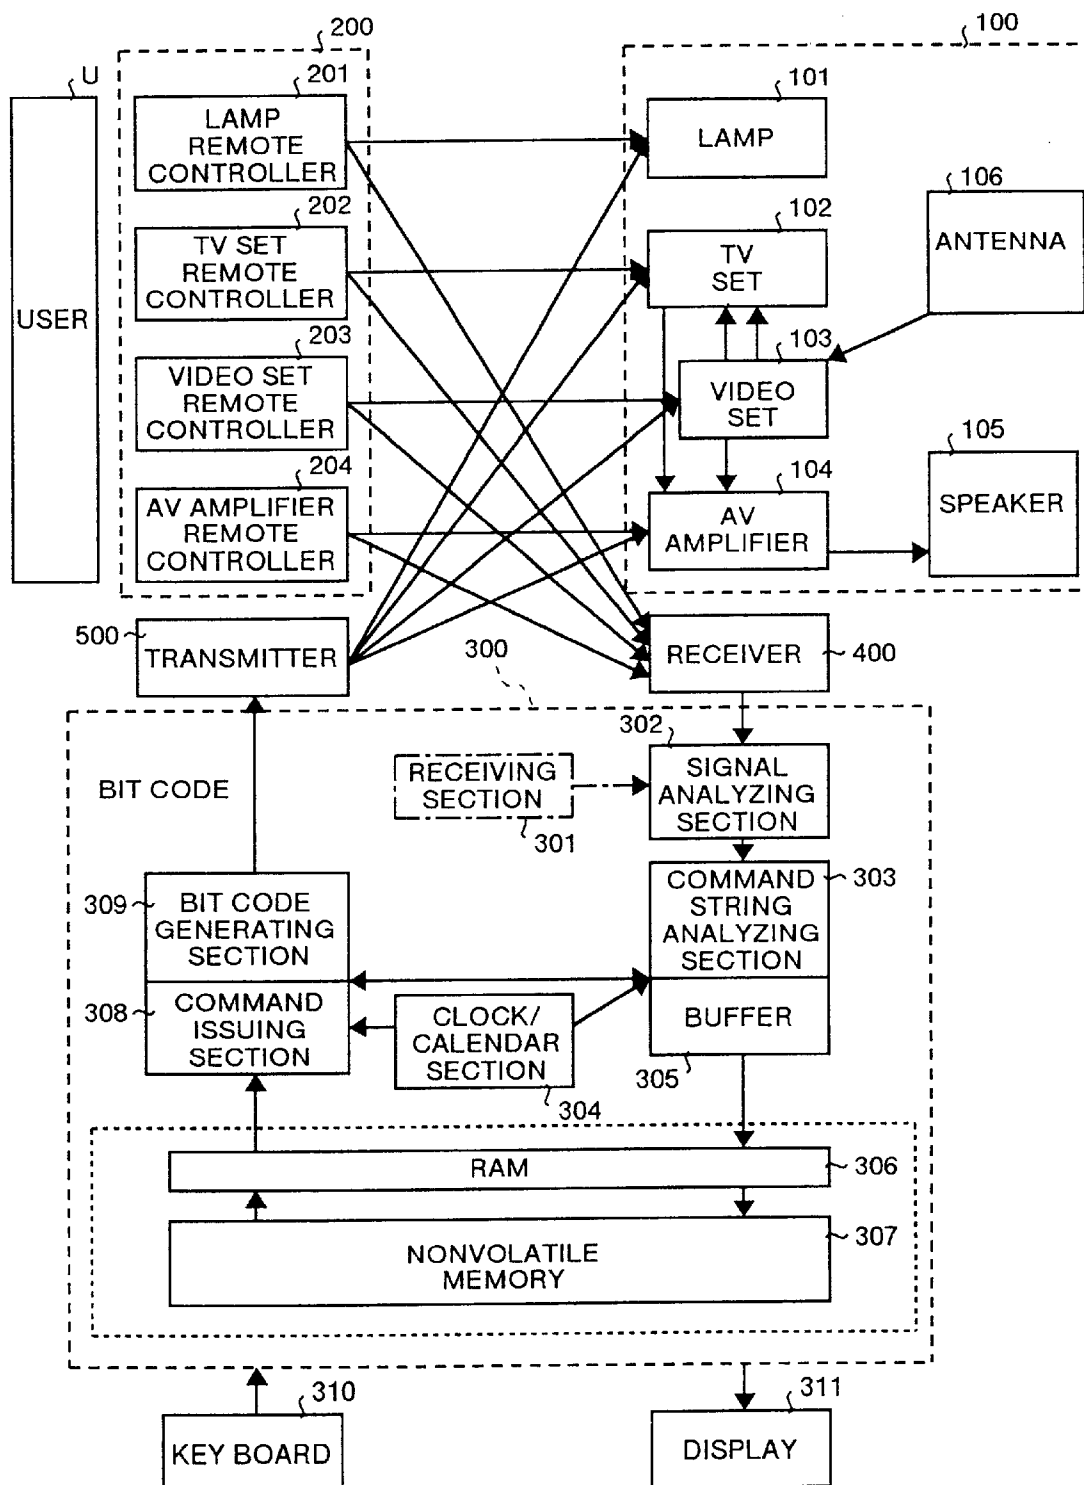 200
100
U
201
LAMP
REMOTE
CONTROLLER
101
LAMP
106
ANTENNA
202
TV SET
REMOTE
CONTROLLER
102
TV
SET
USER
203
VIDEO SET
REMOTE
CONTROLLER
103
VIDEO
SET
204
AV AMPLIFIER
REMOTE
CONTROLLER
104
AV
AMPLIFIER
105
SPEAKER
500
TRANSMITTER
300
RECEIVER
400
BIT CODE
RECEIVING
SECTION
301
302
SIGNAL
ANALYZING
SECTION
309
BIT CODE
GENERATING
SECTION
303
COMMAND
STRING
ANALYZING
SECTION
308
COMMAND
ISSUING
SECTION
CLOCK/
CALENDAR
SECTION
304
BUFFER
305
RAM
306
NONVOLATILE
MEMORY
307
310
KEY BOARD
311
DISPLAY